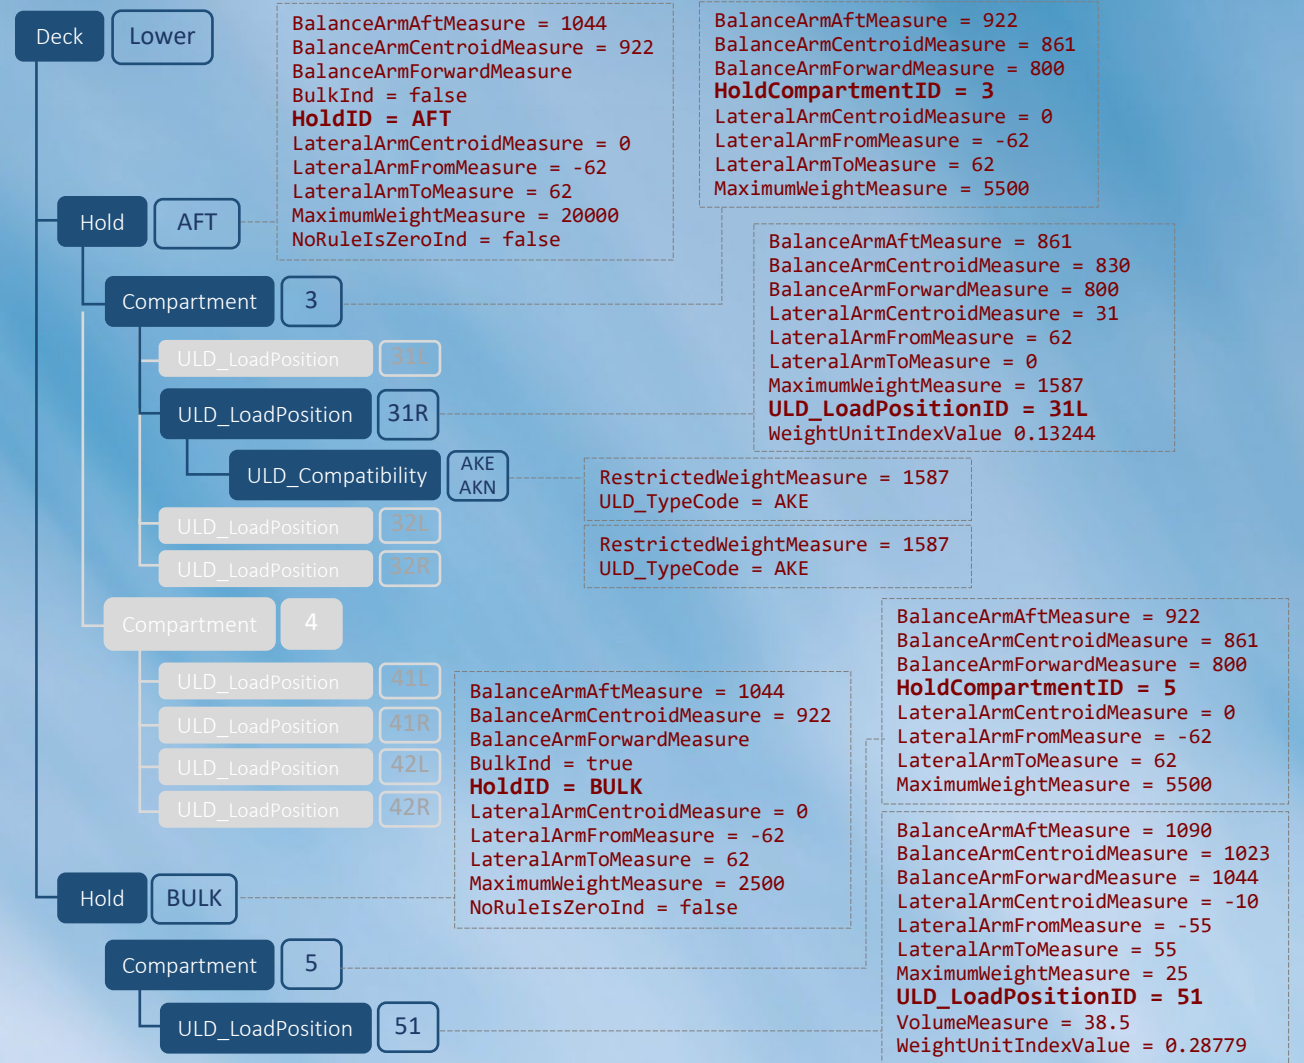 Deck Lower
BalanceArmAftMeasure = 1044
BalanceArmCentroidMeasure = 922
BalanceArmForwardMeasure
BulkInd = false
HoldID = AFT
LateralArmCentroidMeasure = 0
LateralArmFromMeasure = -62
LateralArmToMeasure = 62
MaximumWeightMeasure = 20000
NoRuleIsZeroInd = false
BalanceArmAftMeasure = 922
BalanceArmCentroidMeasure = 861
BalanceArmForwardMeasure = 800
HoldCompartmentID = 3
LateralArmCentroidMeasure = 0
LateralArmFromMeasure = -62
LateralArmToMeasure = 62
MaximumWeightMeasure = 5500
Hold AFT
BalanceArmAftMeasure = 861
BalanceArmCentroidMeasure = 830
BalanceArmForwardMeasure = 800
LateralArmCentroidMeasure = 31
LateralArmFromMeasure = 62
LateralArmToMeasure = 0
MaximumWeightMeasure = 1587
ULD_LoadPositionID = 31L
WeightUnitIndexValue 0.13244
Compartment 3
ULD_LoadPosition 31L
ULD_LoadPosition 31R
ULD_Compatibility AKE
AKN
RestrictedWeightMeasure = 1587
ULD_TypeCode = AKE
RestrictedWeightMeasure = 1587
ULD_TypeCode = AKE
ULD_LoadPosition 32L
ULD_LoadPosition 32R
Compartment 4
ULD_LoadPosition 41L
ULD_LoadPosition 41R
ULD_LoadPosition 42L
ULD_LoadPosition 42R
BalanceArmAftMeasure = 1044
BalanceArmCentroidMeasure = 922
BalanceArmForwardMeasure
BulkInd = true
HoldID = BULK
LateralArmCentroidMeasure = 0
LateralArmFromMeasure = -62
LateralArmToMeasure = 62
MaximumWeightMeasure = 2500
NoRuleIsZeroInd = false
BalanceArmAftMeasure = 922
BalanceArmCentroidMeasure = 861
BalanceArmForwardMeasure = 800
HoldCompartmentID = 5
LateralArmCentroidMeasure = 0
LateralArmFromMeasure = -62
LateralArmToMeasure = 62
MaximumWeightMeasure = 5500
Hold BULK
Compartment 5
ULD_LoadPosition 51
BalanceArmAftMeasure = 1090
BalanceArmCentroidMeasure = 1023
BalanceArmForwardMeasure = 1044
LateralArmCentroidMeasure = -10
LateralArmFromMeasure = -55
LateralArmToMeasure = 55
MaximumWeightMeasure = 25
ULD_LoadPositionID = 51
VolumeMeasure = 38.5
WeightUnitIndexValue = 0.28779